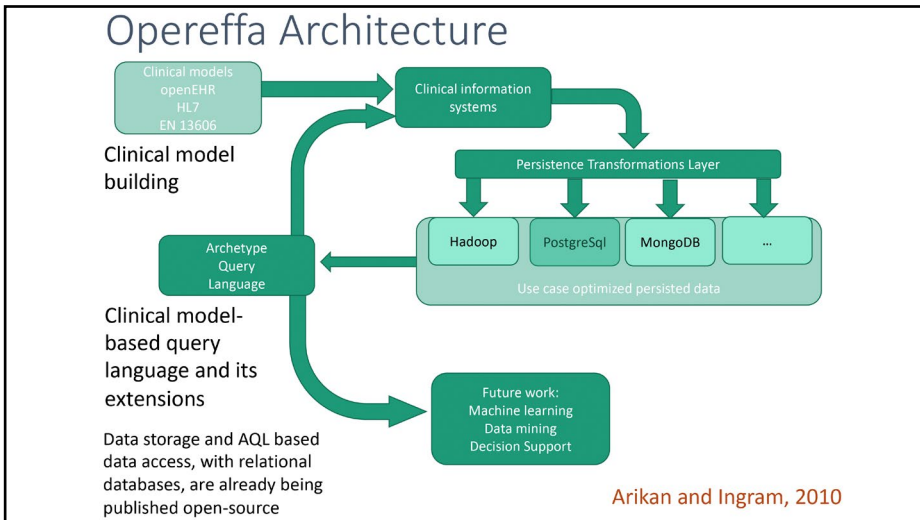 Opereffa Architecture
Clinical models
openEHR
HL7
EN 13606
Clinical information
systems
Clinical model
building
Persistence Transformations Layer
Hadoop
PostgreSql
MongoDB
...
Use case optimized persisted data
Archetype
Query
Language
Clinical model-
based query
language and its
extensions
Future work:
Machine learning
Data mining
Decision Support
Data storage and AQL based
data access, with relational
databases, are already being
published open-source
Arikan and Ingram, 2010